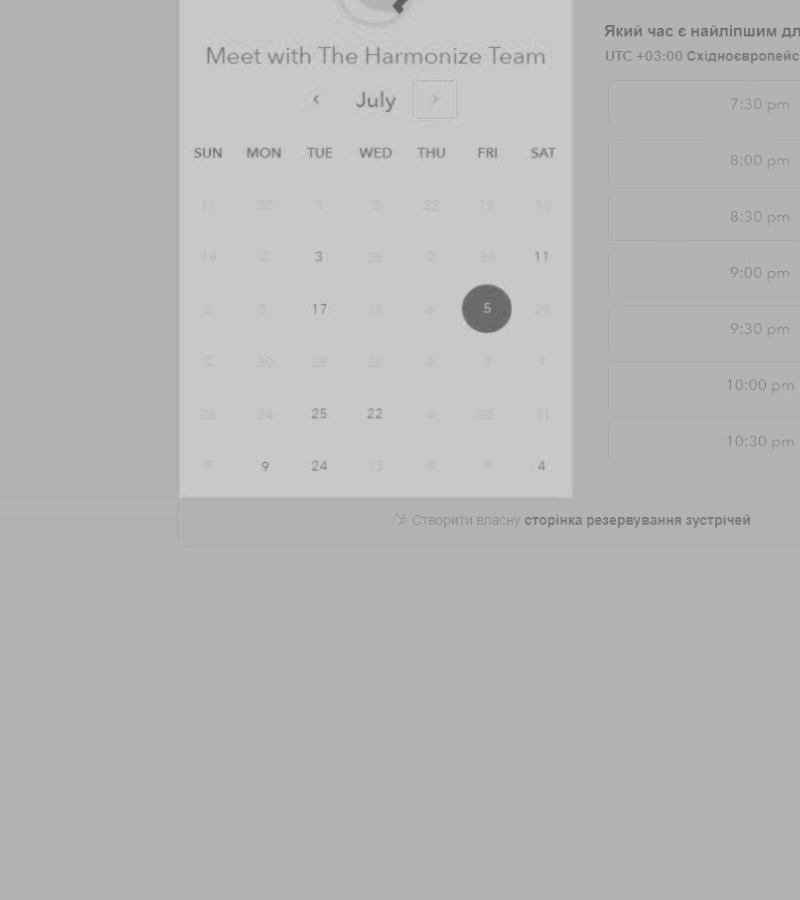 Meet with The Harmonize Team
‹ July ›
SUN MON TUE WED THU FRI SAT
11 30 1 3 22 19 10
14 2 3 28 2 30 11
6 5 17 19 6 5 29
2 30 28 28 4 3 1
28 24 25 22 4 28 31
9 9 24 13 8 9 4
Який час є найліпшим дл
UTC +03:00 Східноєвропейс
7:30 pm
8:00 pm
8:30 pm
9:00 pm
9:30 pm
10:00 pm
10:30 pm
Створити власну сторінка резервування зустрічей